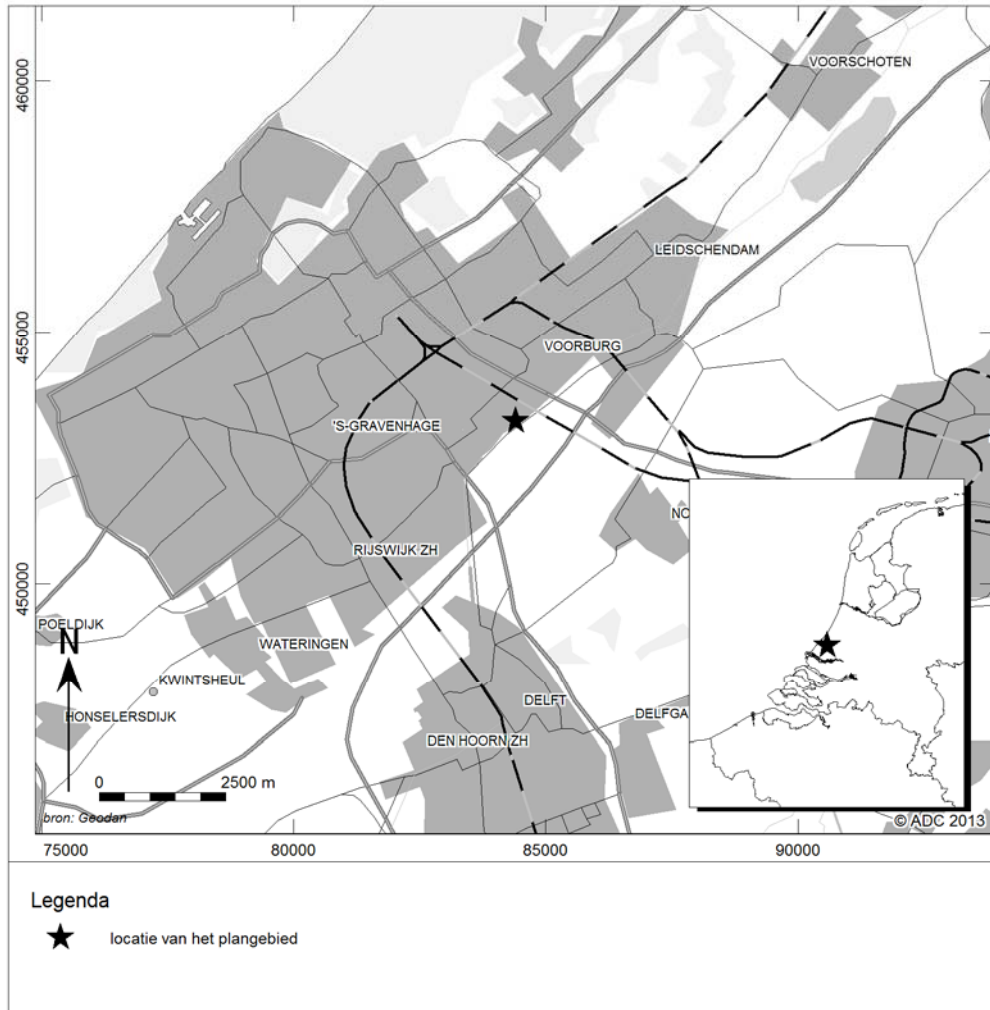 460000
VOORSCHOTEN
LEIDSCHENDAM
455000
VOORBURG
'S-GRAVENHAGE
NO
RIJSWIJK ZH
450000
POELDIJK
N
WATERINGEN
KWINTSHEUL
DELFT
HONSELERSDIJK
DELFGA
DEN HOORN ZH
0 2500 m
bron: Geodan
© ADC 2013
75000 80000 85000 90000
Legenda
locatie van het plangebied